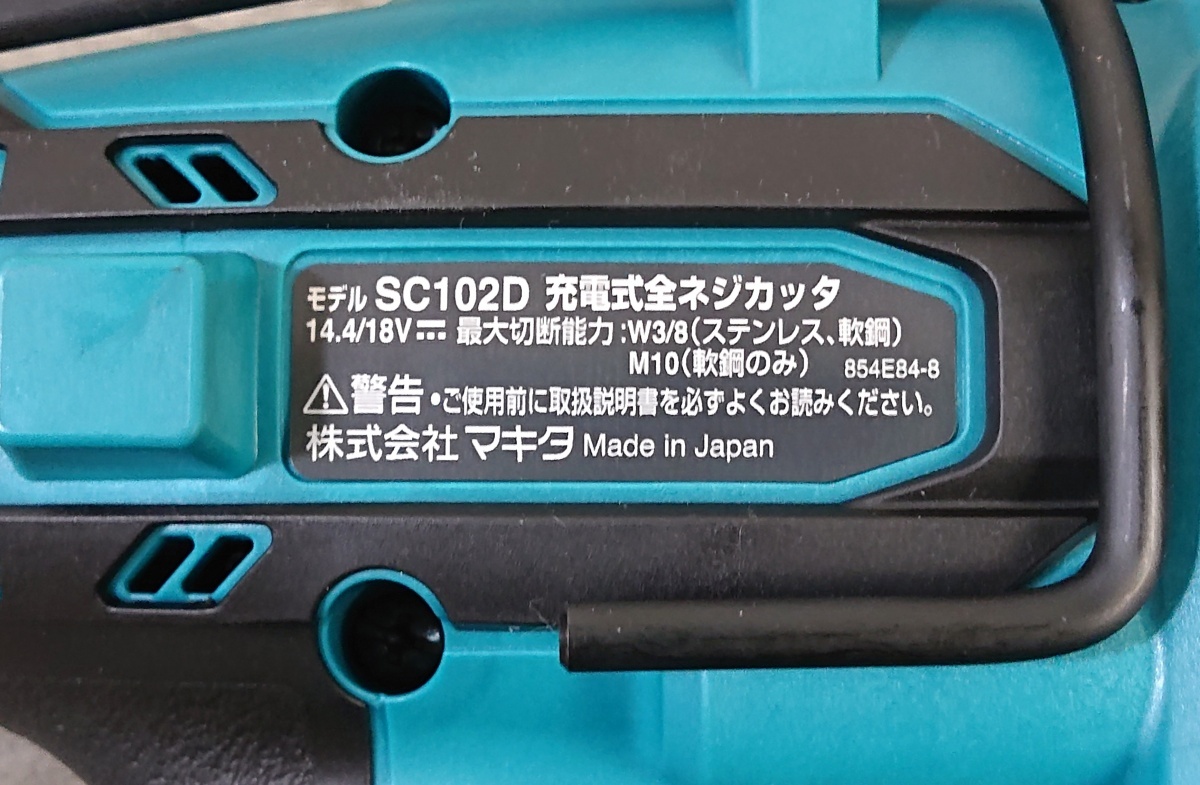 モデル SC102D 充電式全ネジカッタ
14.4/18V⎓ 最大切断能力:W3/8(ステンレス、軟鋼)
M10(軟鋼のみ) 854E84-8
⚠警告・ご使用前に取扱説明書を必ずよくお読みください。
株式会社 マキタ Made in Japan